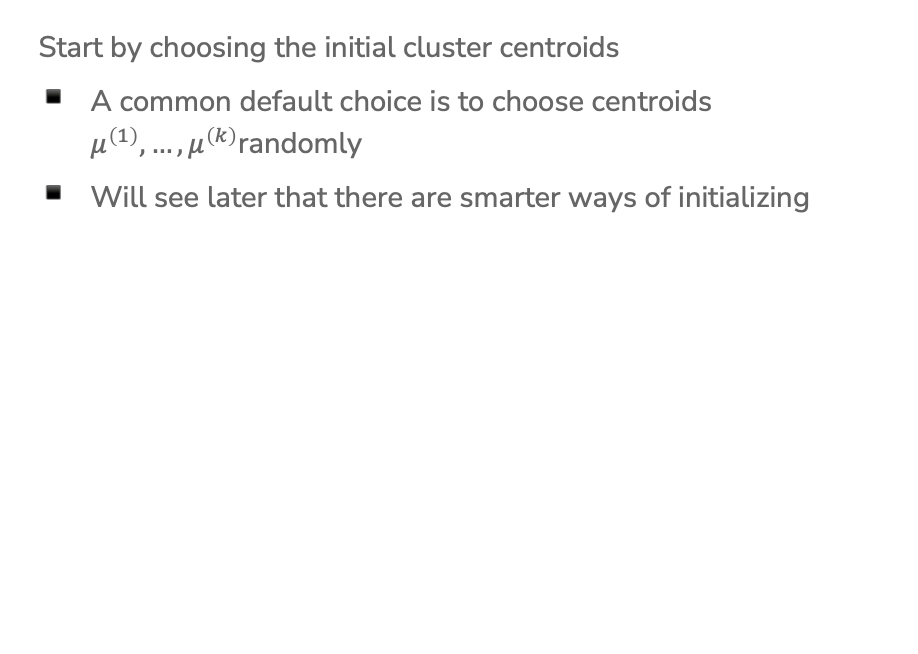 Start by choosing the initial cluster centroids
▪ A common default choice is to choose centroids
μ⁽¹⁾, …, μ⁽ᵏ⁾ randomly
▪ Will see later that there are smarter ways of initializing